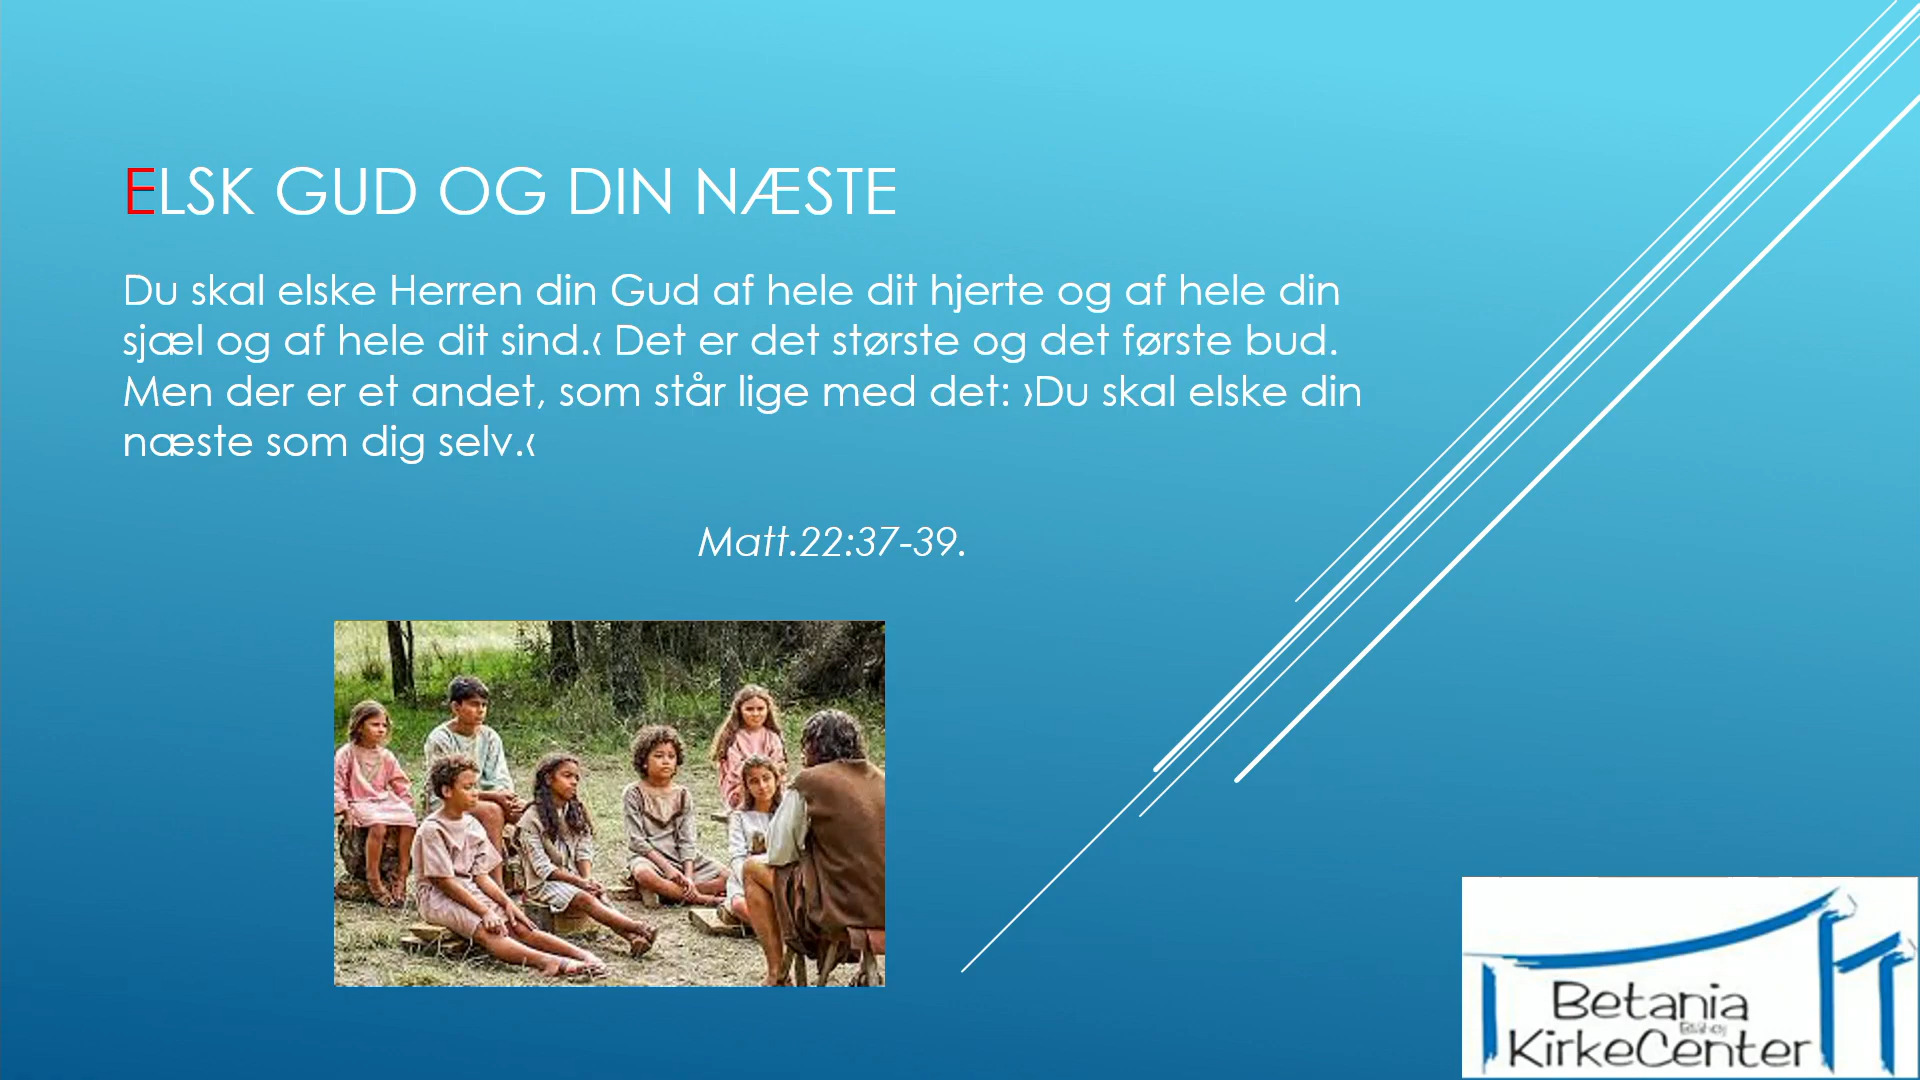 ELSK GUD OG DIN NÆSTE
Du skal elske Herren din Gud af hele dit hjerte og af hele din
sjæl og af hele dit sind.‹ Det er det største og det første bud.
Men der er et andet, som står lige med det: ›Du skal elske din
næste som dig selv.‹
Matt.22:37-39.
Betania
KirkeCenter